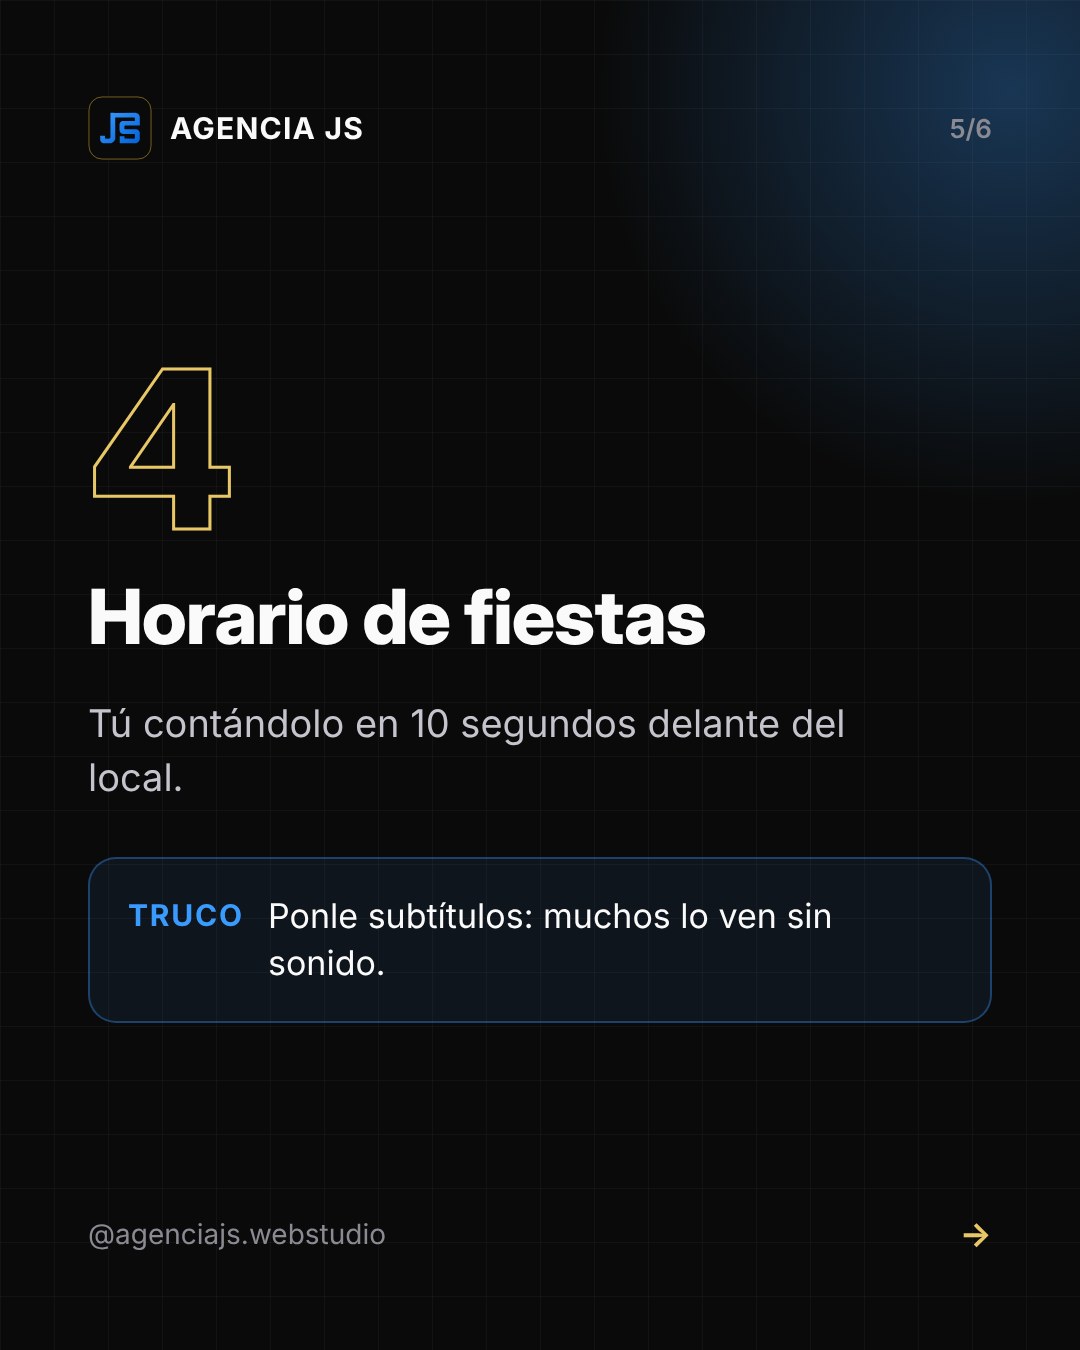 JS
AGENCIA JS
5/6
4
Horario de fiestas
Tú contándolo en 10 segundos delante del
local.
TRUCO Ponle subtítulos: muchos lo ven sin
sonido.
@agenciajs.webstudio
→